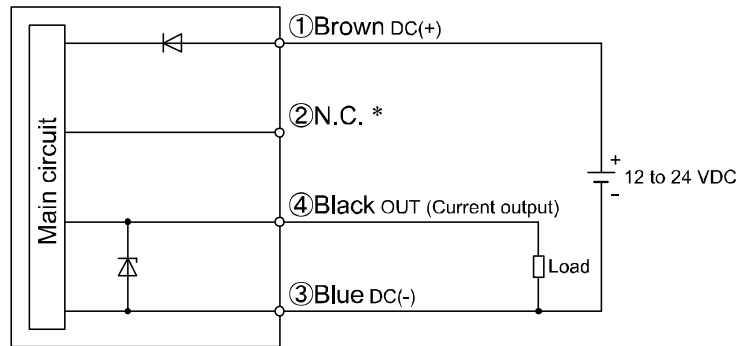 Main circuit
①Brown DC(+)
②N.C. *
④Black OUT (Current output)
③Blue DC(-)
Load
+
12 to 24 VDC
−